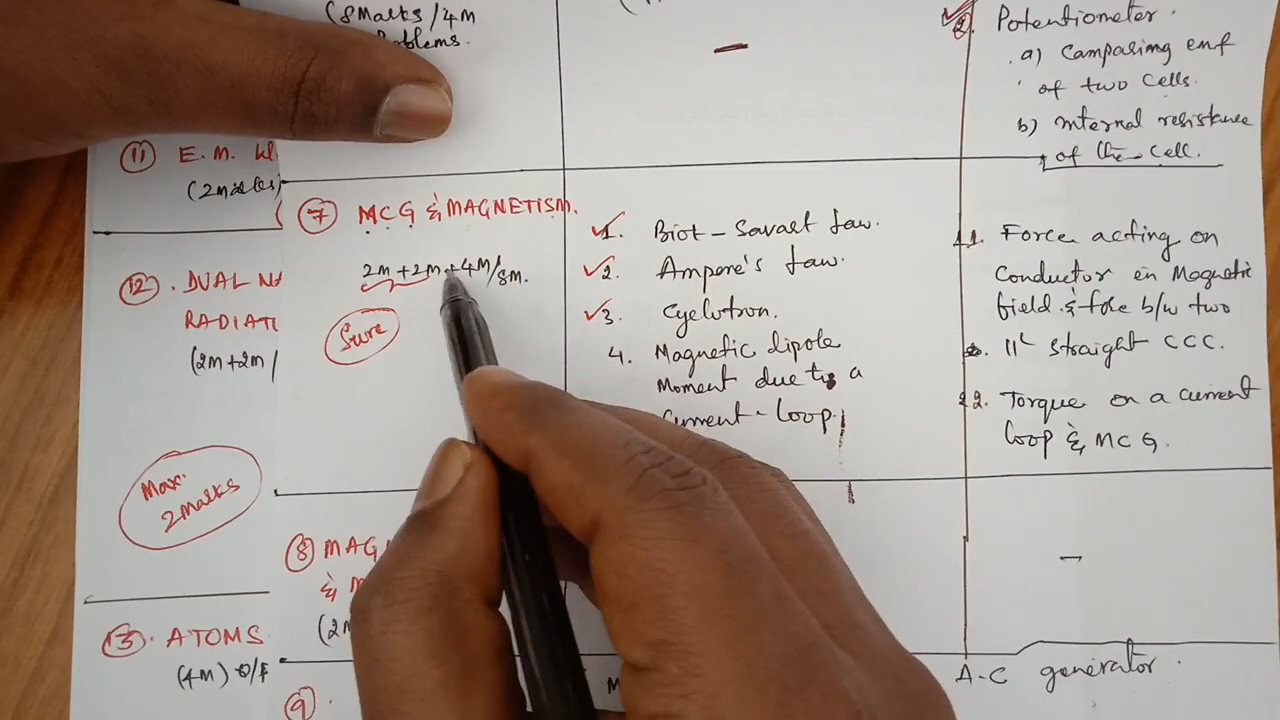 (8Marks/4M
Problems.
2. Potentiometer.
a) Comparing emf
of two cells.
b) internal resistance
of the cell.
11 E.M.
(2marks)
7 MCG & MAGNETISM.
2M+2M+4M/8M.
Sure
1. Biot-Savart law.
2. Ampere's law.
3. Cyclotron.
4. Magnetic dipole
Moment due to a
Current-loop.
1. Force acting on
Conductor in Magnetic
field & force b/w two
11L straight CCC.
2. Torque on a current
loop & MCG.
12. DUAL
(2m+2m/
Max.
2Marks
8 MAG
&
(2M
13. ATOMS
(4M)
9.
A-C generator.